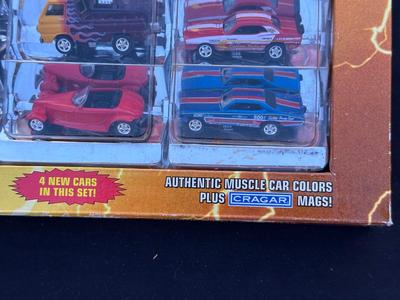 4 NEW CARS
IN THIS SET!
AUTHENTIC MUSCLE CAR COLORS
PLUS CRAGAR MAGS!